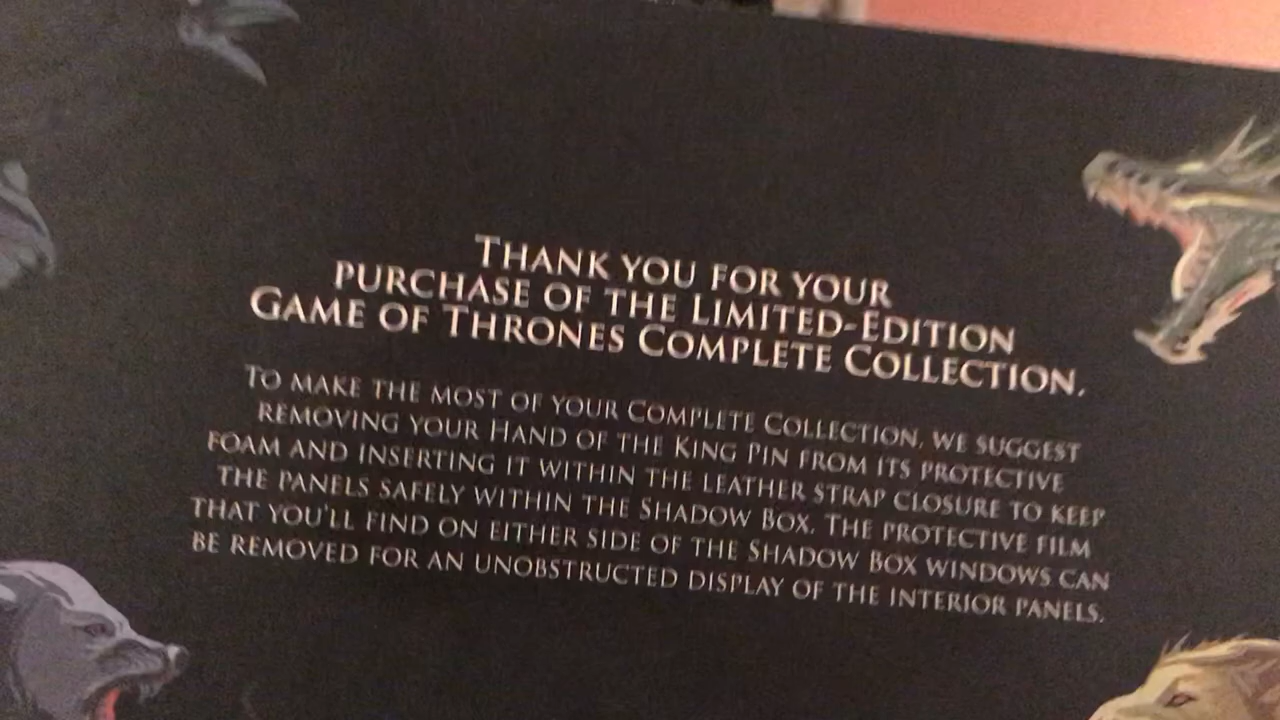 THANK YOU FOR YOUR
PURCHASE OF THE LIMITED-EDITION
GAME OF THRONES COMPLETE COLLECTION.
TO MAKE THE MOST OF YOUR COMPLETE COLLECTION, WE SUGGEST
REMOVING YOUR HAND OF THE KING PIN FROM ITS PROTECTIVE
FOAM AND INSERTING IT WITHIN THE LEATHER STRAP CLOSURE TO KEEP
THE PANELS SAFELY WITHIN THE SHADOW BOX. THE PROTECTIVE FILM
THAT YOU'LL FIND ON EITHER SIDE OF THE SHADOW BOX WINDOWS CAN
BE REMOVED FOR AN UNOBSTRUCTED DISPLAY OF THE INTERIOR PANELS.